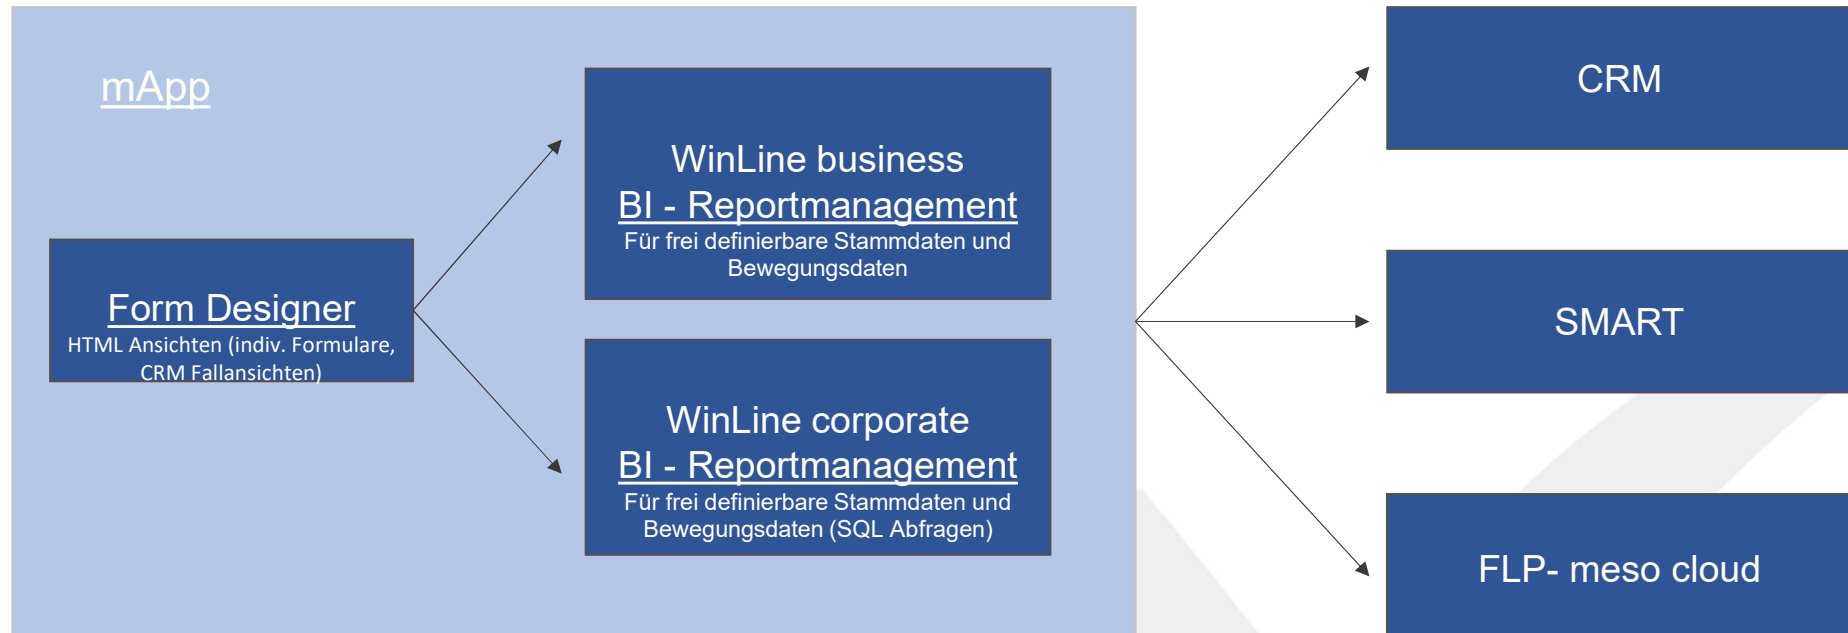 mApp
Form Designer
HTML Ansichten (indiv. Formulare,
CRM Fallansichten)
WinLine business
BI - Reportmanagement
Für frei definierbare Stammdaten und
Bewegungsdaten
WinLine corporate
BI - Reportmanagement
Für frei definierbare Stammdaten und
Bewegungsdaten (SQL Abfragen)
CRM
SMART
FLP- meso cloud